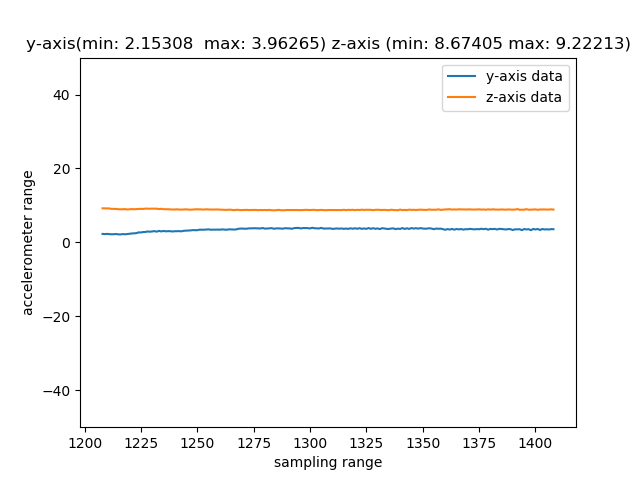 y-axis(min: 2.15308  max: 3.96265) z-axis (min: 8.67405 max: 9.22213)
y-axis data
z-axis data
40
20
0
−20
−40
accelerometer range
1200 1225 1250 1275 1300 1325 1350 1375 1400
sampling range